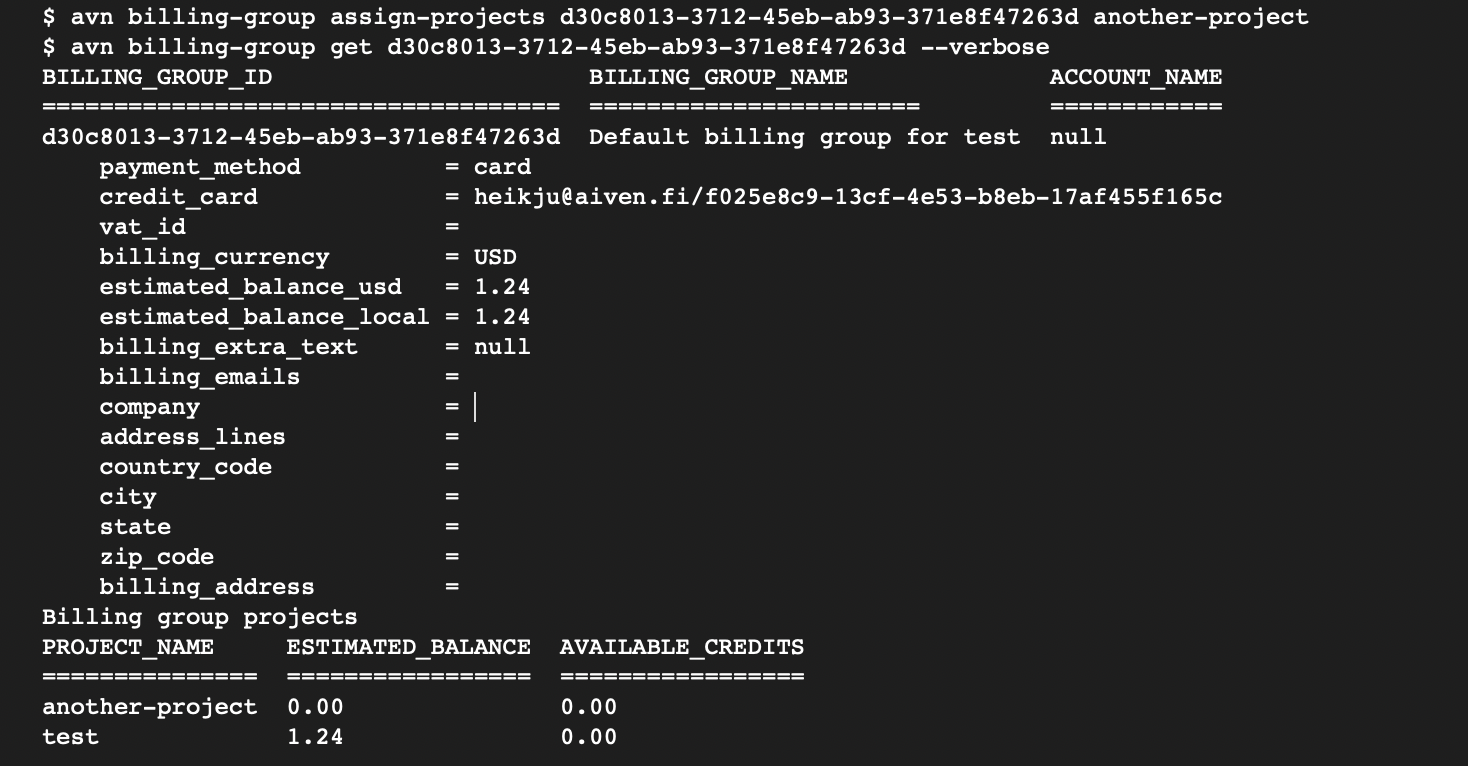 $ avn billing-group assign-projects d30c8013-3712-45eb-ab93-371e8f47263d another-project
$ avn billing-group get d30c8013-3712-45eb-ab93-371e8f47263d --verbose
BILLING_GROUP_ID                      BILLING_GROUP_NAME              ACCOUNT_NAME
====================================  =======================         ============
d30c8013-3712-45eb-ab93-371e8f47263d  Default billing group for test  null
    payment_method          = card
    credit_card             = heikju@aiven.fi/f025e8c9-13cf-4e53-b8eb-17af455f165c
    vat_id                  =
    billing_currency        = USD
    estimated_balance_usd   = 1.24
    estimated_balance_local = 1.24
    billing_extra_text      = null
    billing_emails          =
    company                 =
    address_lines           =
    country_code            =
    city                    =
    state                   =
    zip_code                =
    billing_address         =
Billing group projects
PROJECT_NAME     ESTIMATED_BALANCE  AVAILABLE_CREDITS
===============  =================  =================
another-project  0.00               0.00
test             1.24               0.00